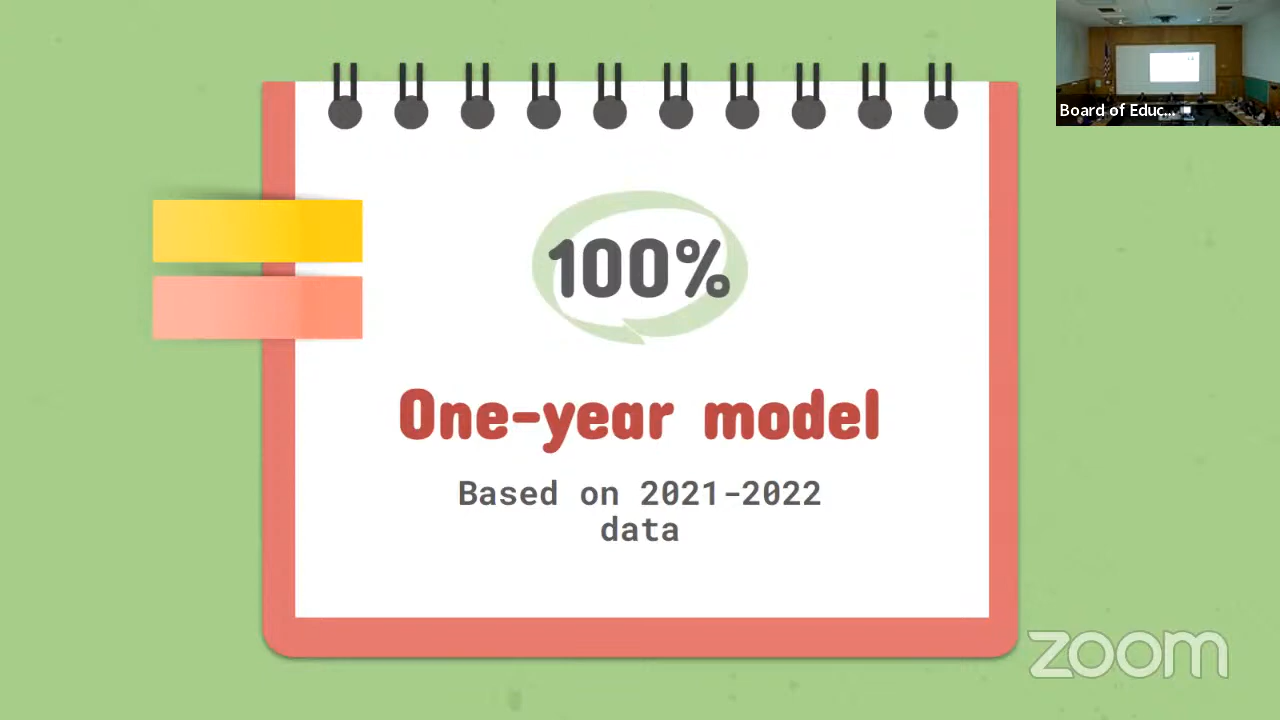 Board of Educ...
100%
One-year model
Based on 2021-2022
data
zoom